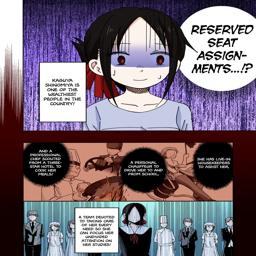 RESERVED
SEAT
ASSIGN-
MENTS...!?
KAGUYA
SHINOMIYA
IS ONE OF THE
WEALTHIEST
PEOPLE IN THE
COUNTRY!
AND A
PROFESSIONAL
CHEF SCOUTED
FROM A THREE-
STAR HOTEL TO
COOK HER
MEALS!
A PERSONAL
CHAUFFEUR TO
DRIVE HER TO AND
FROM SCHOOL,
SHE HAS LIVE-IN
HOUSEKEEPERS
TO ASSIST HER,
A TEAM DEVOTED
TO TAKING CARE
OF HER EVERY NEED SO SHE
CAN FOCUS HER
UNDIVIDED
ATTENTION ON
HER STUDIES!